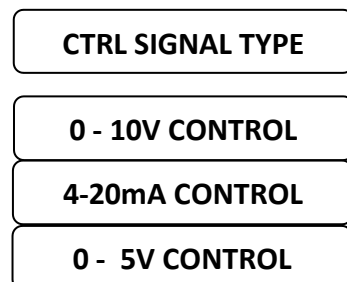 CTRL SIGNAL TYPE
0 - 10V CONTROL
4-20mA CONTROL
0 -  5V CONTROL